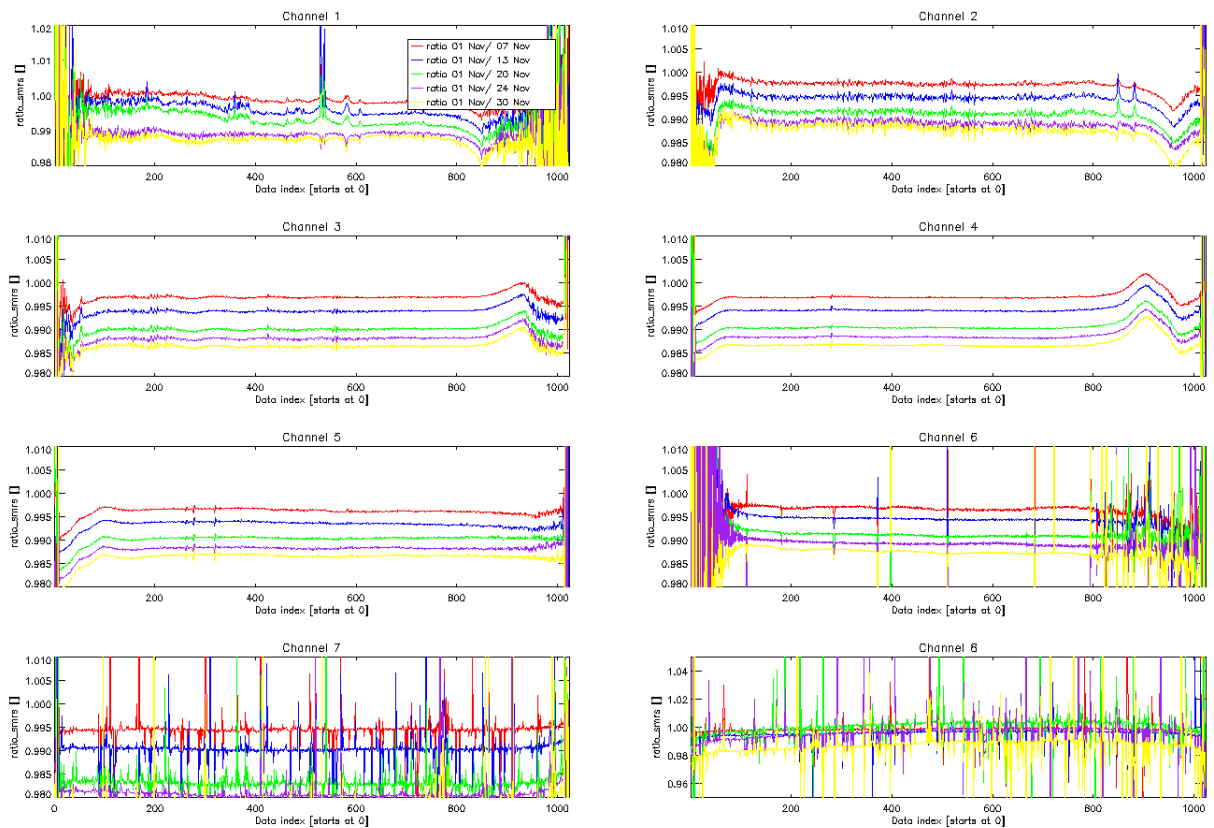 Channel 1
1.02
1.01
1.00
0.99
0.98
ratio_smrs []
ratio 01 Nov/ 07 Nov
ratio 01 Nov/ 13 Nov
ratio 01 Nov/ 20 Nov
ratio 01 Nov/ 24 Nov
ratio 01 Nov/ 30 Nov
200 400 600 800 1000
Data index [starts at 0]
Channel 2
1.005
1.000
0.995
0.990
0.985
0.980
ratio_smrs []
200 400 600 800 1000
Data index [starts at 0]
Channel 3
1.010
1.005
1.000
0.995
0.990
0.985
0.980
ratio_smrs []
200 400 600 800 1000
Data index [starts at 0]
Channel 4
1.010
1.005
1.000
0.995
0.990
0.985
0.980
ratio_smrs []
200 400 600 800 1000
Data index [starts at 0]
Channel 5
1.010
1.005
1.000
0.995
0.990
0.985
0.980
ratio_smrs []
200 400 600 800 1000
Data index [starts at 0]
Channel 6
1.010
1.005
1.000
0.995
0.990
0.985
0.980
ratio_smrs []
200 400 600 800 1000
Data index [starts at 0]
Channel 7
1.010
1.005
1.000
0.995
0.990
0.985
0.980
ratio_smrs []
0 200 400 600 800 1000
Data index [starts at 0]
Channel 8
1.04
1.02
1.00
0.98
0.96
ratio_smrs []
200 400 600 800 1000
Data index [starts at 0]